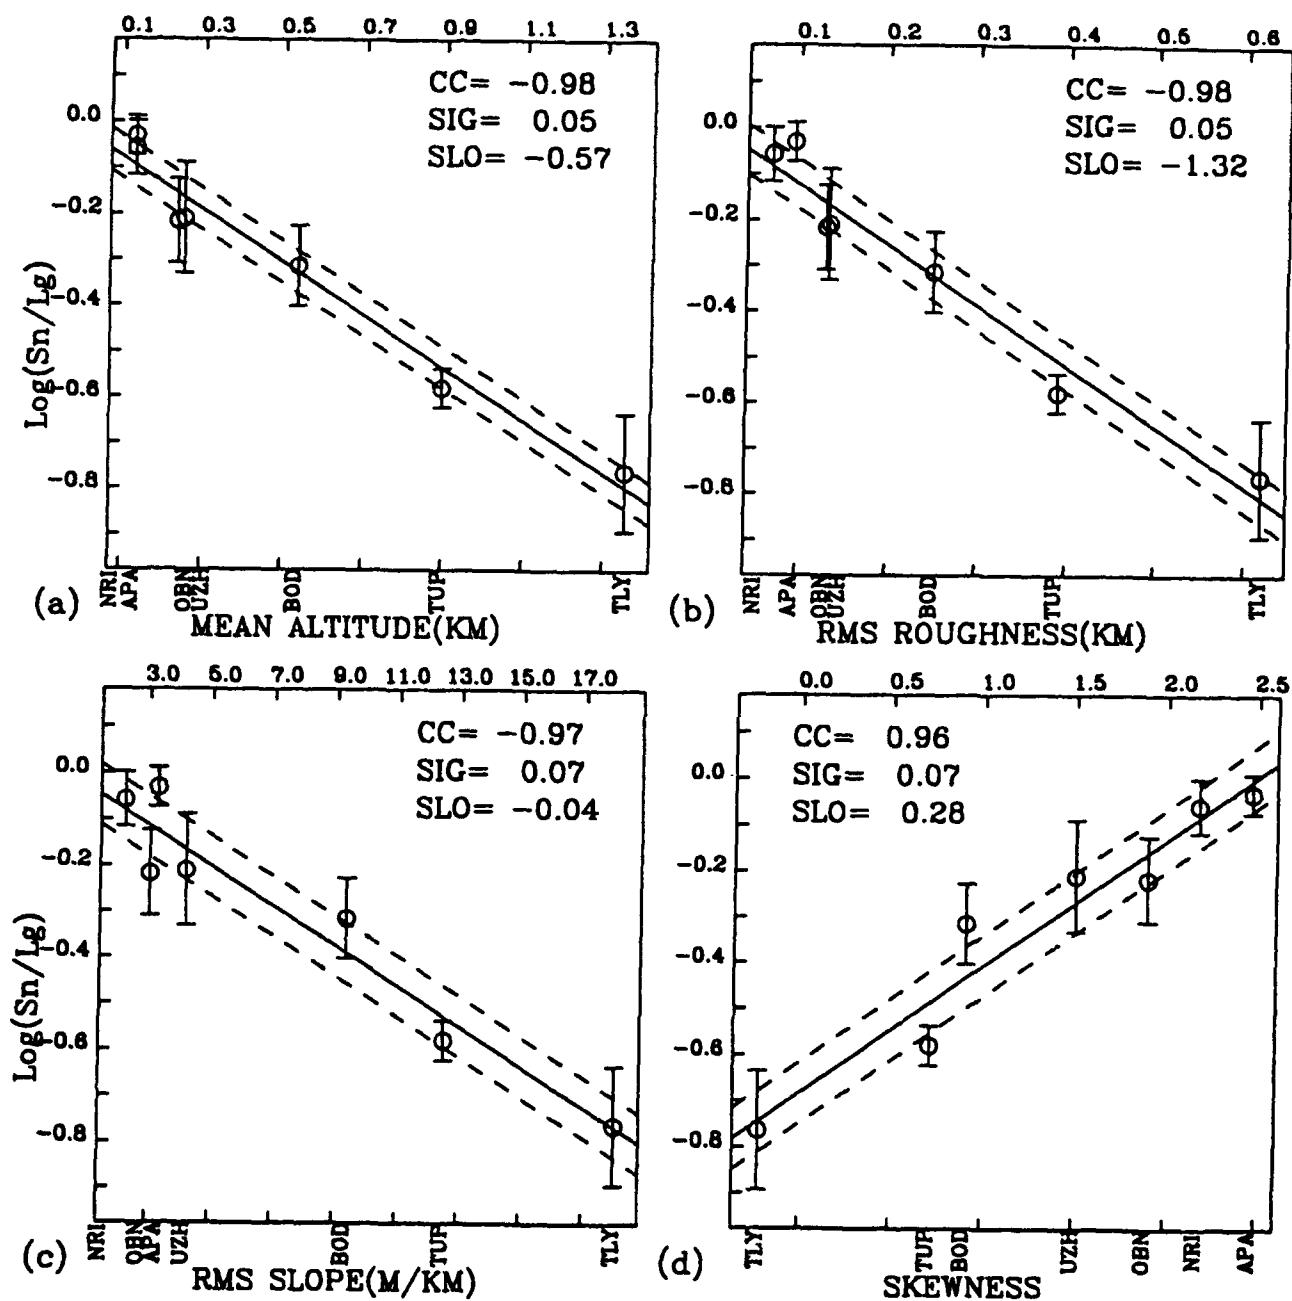 0.1 0.3 0.5 0.7 0.9 1.1 1.3
CC= −0.98
SIG= 0.05
SLO= −0.57
0.0
−0.2
−0.4
−0.6
−0.8
Log(Sn/Lg)
NRI APA OBN UZH BOD TUP TLY
(a)
MEAN ALTITUDE(KM)
0.1 0.2 0.3 0.4 0.5 0.6
CC= −0.98
SIG= 0.05
SLO= −1.32
0.0
−0.2
−0.4
−0.6
−0.8
NRI APA OBN UZH BOD TUP TLY
(b)
RMS ROUGHNESS(KM)
3.0 5.0 7.0 9.0 11.0 13.0 15.0 17.0
CC= −0.97
SIG= 0.07
SLO= −0.04
0.0
−0.2
−0.4
−0.6
−0.8
Log(Sn/Lg)
NRI OBN APA UZH BOD TUP TLY
(c)
RMS SLOPE(M/KM)
0.0 0.5 1.0 1.5 2.0 2.5
CC= 0.96
SIG= 0.07
SLO= 0.28
0.0
−0.2
−0.4
−0.6
−0.8
TLY TUP BOD UZH OBN NRI APA
(d)
SKEWNESS